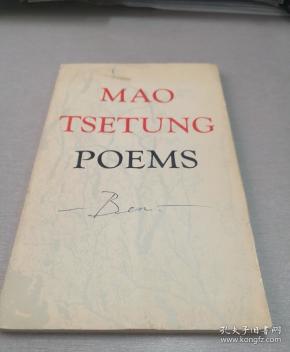 MAO
TSETUNG
POEMS
— Ben. —
孔夫子旧书网
www.kongfz.com